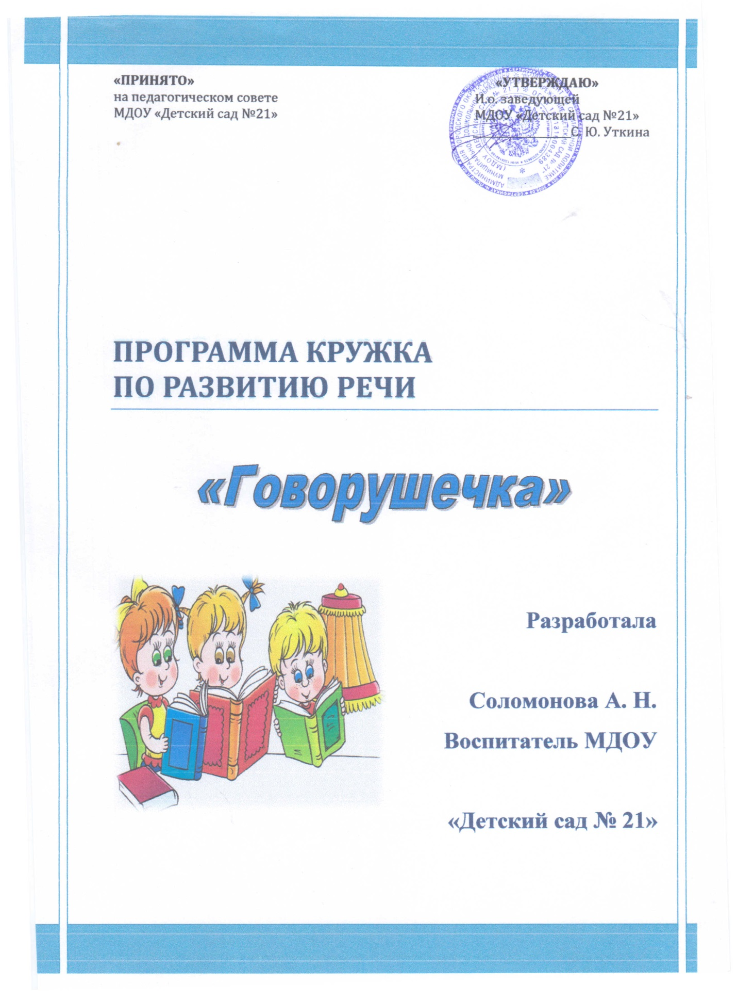 «ПРИНЯТО»
на педагогическом совете
МДОУ «Детский сад №21»
«УТВЕРЖДАЮ»
И.о. заведующей
МДОУ «Детский сад №21»
С. Ю. Уткина
ПРОГРАММА КРУЖКА
ПО РАЗВИТИЮ РЕЧИ
«Говорушечка»
Разработала
Соломонова А. Н.
Воспитатель МДОУ
«Детский сад № 21»